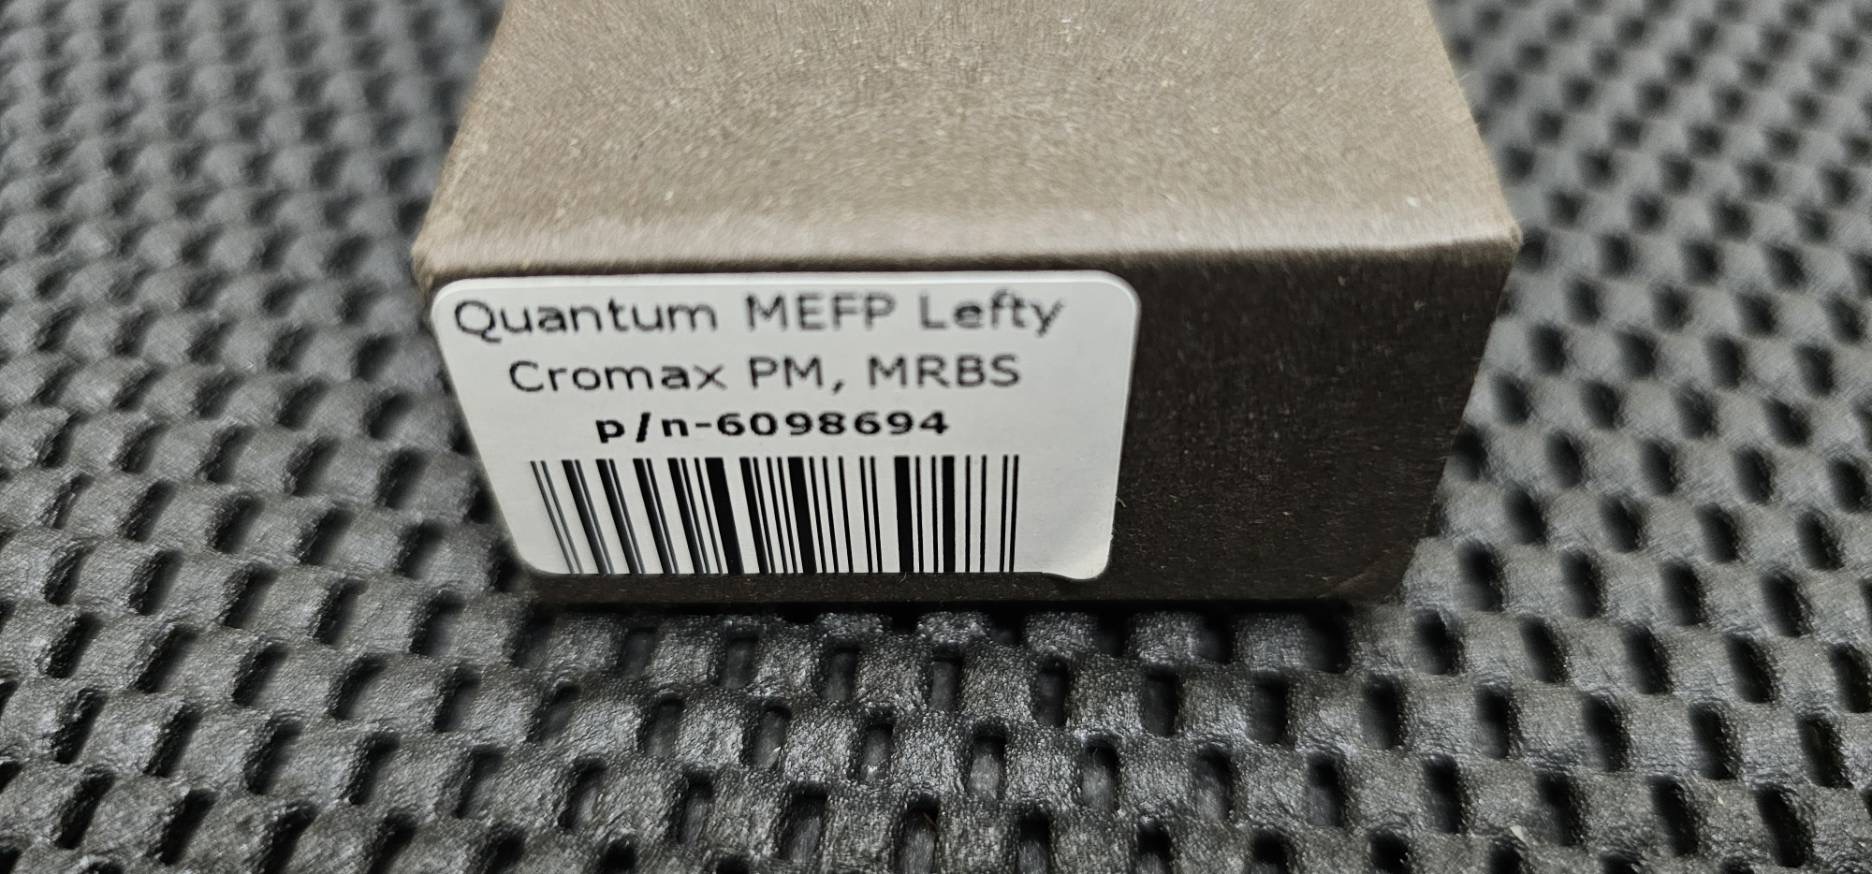 Quantum MEFP Lefty
Cromax PM, MRBS
p/n-6098694